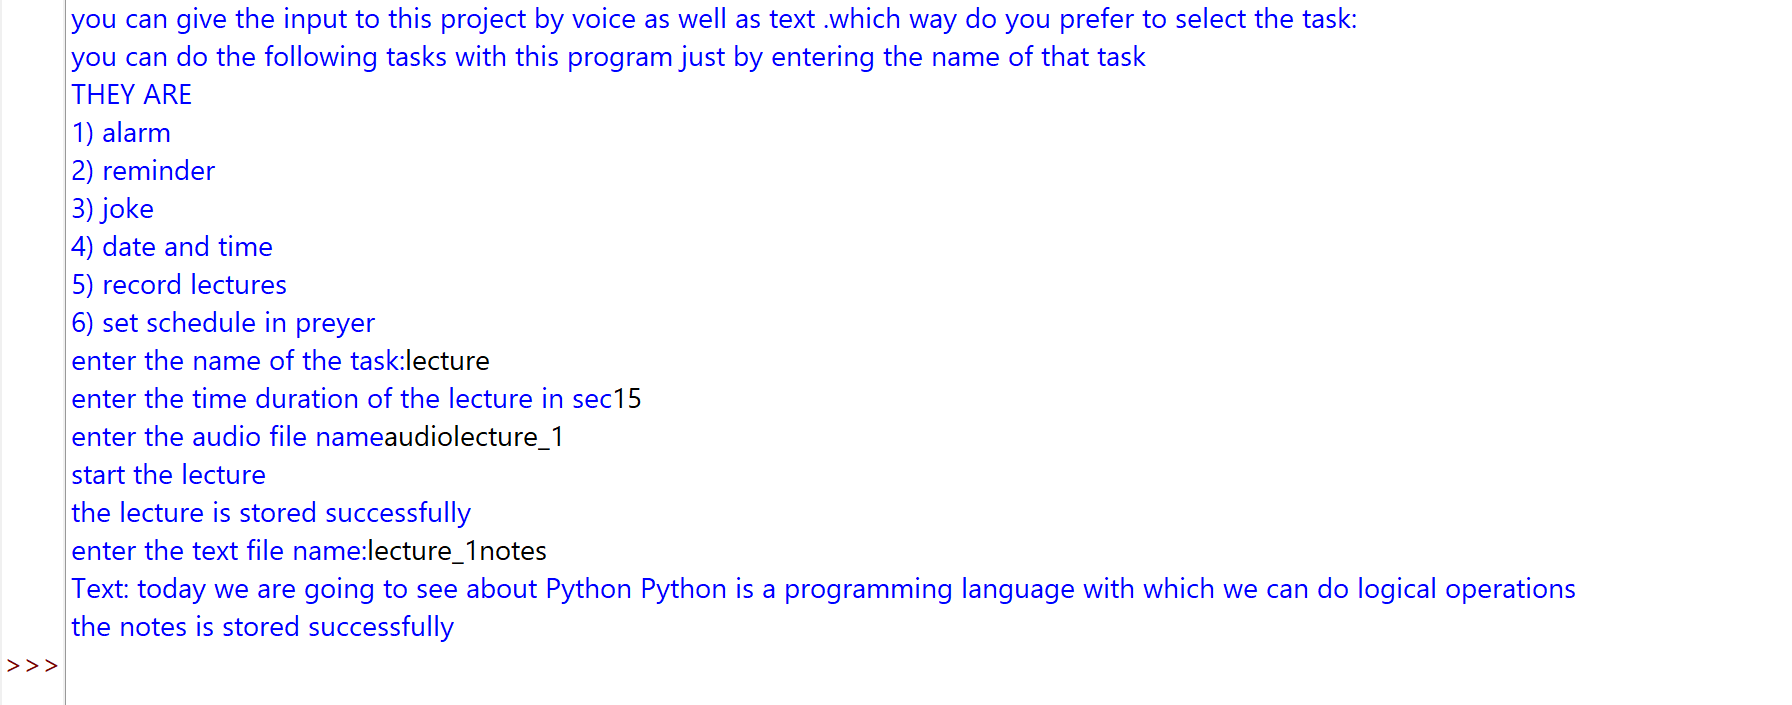 you can give the input to this project by voice as well as text .which way do you prefer to select the task:
you can do the following tasks with this program just by entering the name of that task
THEY ARE
1) alarm
2) reminder
3) joke
4) date and time
5) record lectures
6) set schedule in preyer
enter the name of the task:lecture
enter the time duration of the lecture in sec15
enter the audio file nameaudiolecture_1
start the lecture
the lecture is stored successfully
enter the text file name:lecture_1notes
Text: today we are going to see about Python Python is a programming language with which we can do logical operations
the notes is stored successfully
>>>